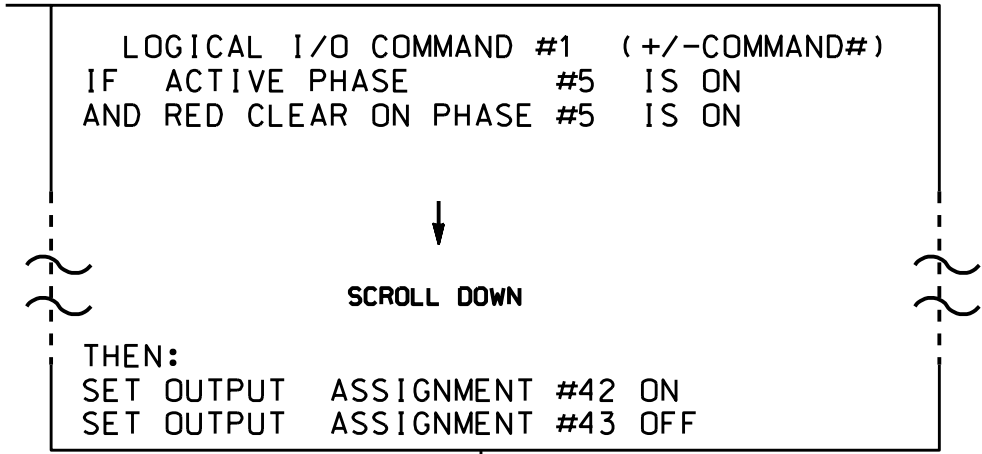 LOGICAL I/O COMMAND #1 (+/-COMMAND#)
IF ACTIVE PHASE #5 IS ON
AND RED CLEAR ON PHASE #5 IS ON
SCROLL DOWN
THEN:
SET OUTPUT ASSIGNMENT #42 ON
SET OUTPUT ASSIGNMENT #43 OFF